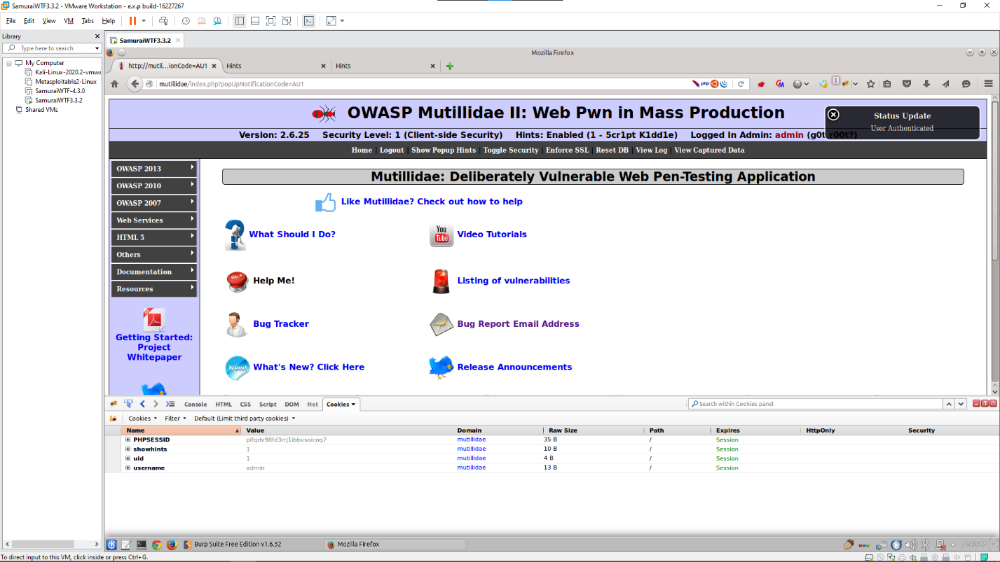 SamuraiWTF3.3.2 - VMware Workstation - e.x.p build-16227267
File Edit View VM Tabs Help
Library
Type here to search
My Computer
Kali-Linux-2020.2-vmwa
Metasploitable2-Linux
SamuraiWTF-4.3.0
SamuraiWTF3.3.2
Shared VMs
SamuraiWTF3.3.2
Mozilla Firefox
http://mutil...ionCode=AU1 Hints Hints
mutillidae/index.php?popUpNotificationCode=AU1
php
1
OWASP Mutillidae II: Web Pwn in Mass Production
Status Update
User Authenticated
Version: 2.6.25 Security Level: 1 (Client-side Security) Hints: Enabled (1 - 5cr1pt K1dd1e) Logged In Admin: admin (g0t r00t?)
Home | Logout | Show Popup Hints | Toggle Security | Enforce SSL | Reset DB | View Log | View Captured Data
OWASP 2013
OWASP 2010
OWASP 2007
Web Services
HTML 5
Others
Documentation
Resources
Getting Started:
Project
Whitepaper
Mutillidae: Deliberately Vulnerable Web Pen-Testing Application
Like Mutillidae? Check out how to help
What Should I Do?
You
Tube
Video Tutorials
HELP
Help Me!
Listing of vulnerabilities
Bug Tracker
Bug Report Email Address
New!
What's New? Click Here
Release Announcements
Console HTML CSS Script DOM Net Cookies
Search within Cookies panel
Cookies Filter Default (Limit third party cookies)
Name Value Domain Raw Size Path Expires HttpOnly Security
PHPSESSID plfqdv98fd3rrj1ibbvsoicoq7 mutillidae 35 B / Session
showhints 1 mutillidae 10 B / Session
uid 1 mutillidae 4 B / Session
username admin mutillidae 13 B / Session
Burp Suite Free Edition v1.6.32
Mozilla Firefox
To direct input to this VM, click inside or press Ctrl+G.